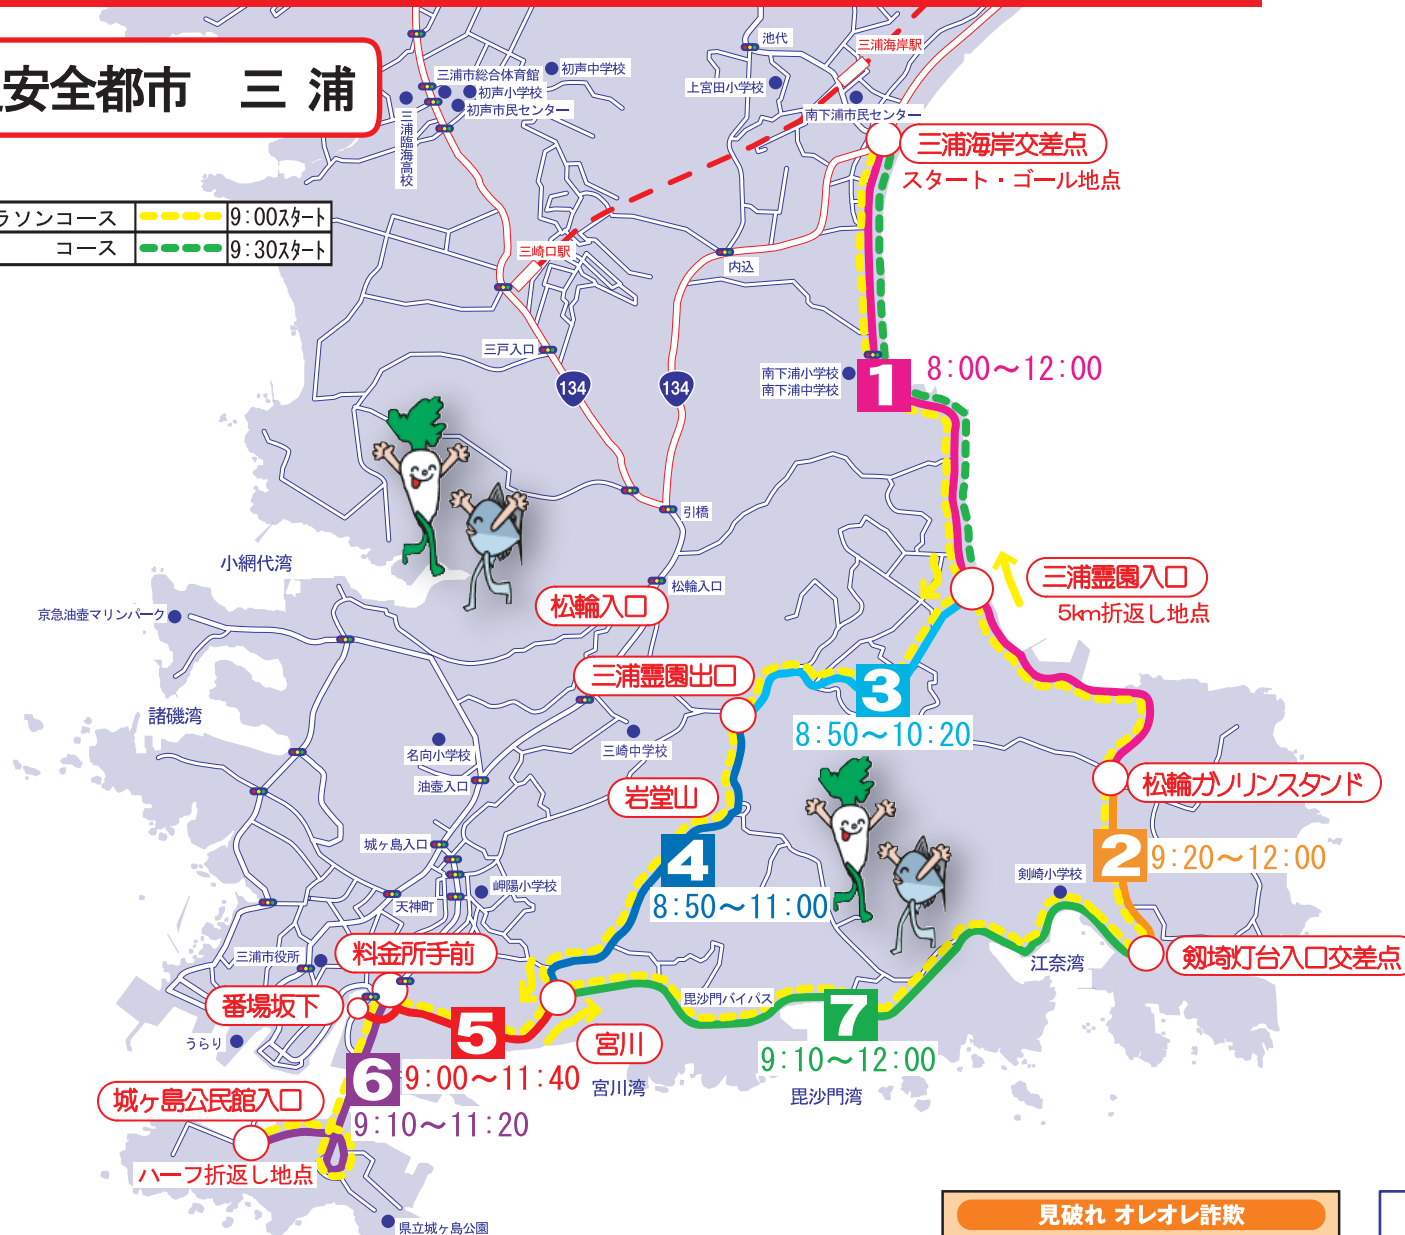 安全都市　三 浦
ラソンコース　9:00スタート
コース　9:30スタート
池代
三浦海岸駅
三浦市総合体育館
初声中学校
上宮田小学校
初声小学校
初声市民センター
南下浦市民センター
三浦臨海高校
三浦海岸交差点
スタート・ゴール地点
三崎口駅
内込
三戸入口
134
134
南下浦小学校
南下浦中学校
1
8:00～12:00
引橋
小網代湾
松輪入口
松輪入口
三浦霊園入口
5km折返し地点
京急油壺マリンパーク
三浦霊園出口
3
8:50～10:20
諸磯湾
名向小学校
三崎中学校
油壺入口
岩堂山
松輪ガソリンスタンド
城ヶ島入口
4
8:50～11:00
2
9:20～12:00
剣崎小学校
岬陽小学校
天神町
三浦市役所
料金所手前
江奈湾
剱埼灯台入口交差点
番場坂下
毘沙門バイパス
うらり
5
9:00～11:40
宮川
7
9:10～12:00
宮川湾
毘沙門湾
6
9:10～11:20
城ヶ島公民館入口
ハーフ折返し地点
県立城ヶ島公園
見破れ オレオレ詐欺